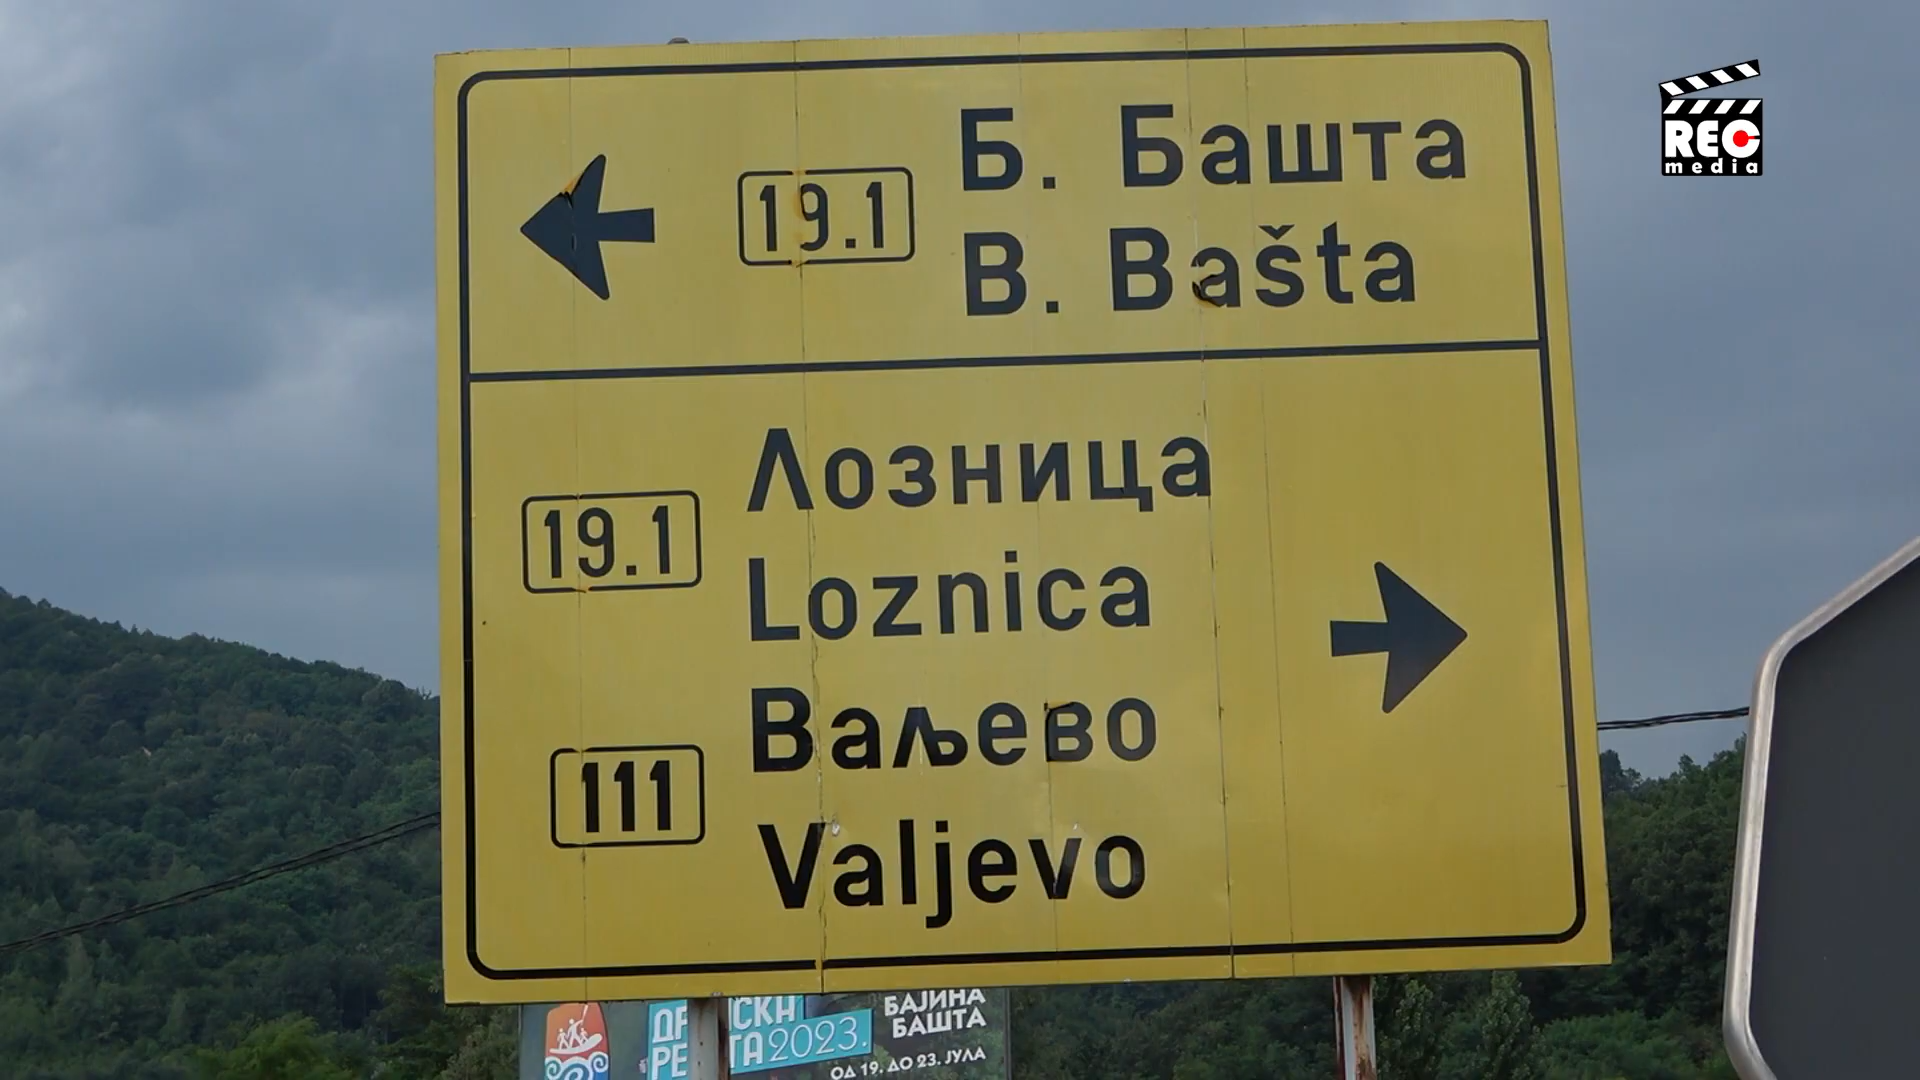 19.1 Б. Башта
B. Bašta
19.1 Лозница
Loznica
111 Ваљево
Valjevo
REC
media
2023.
БАЈИНА
БАШТА
ОД 19. ДО 23. ЈУЛА